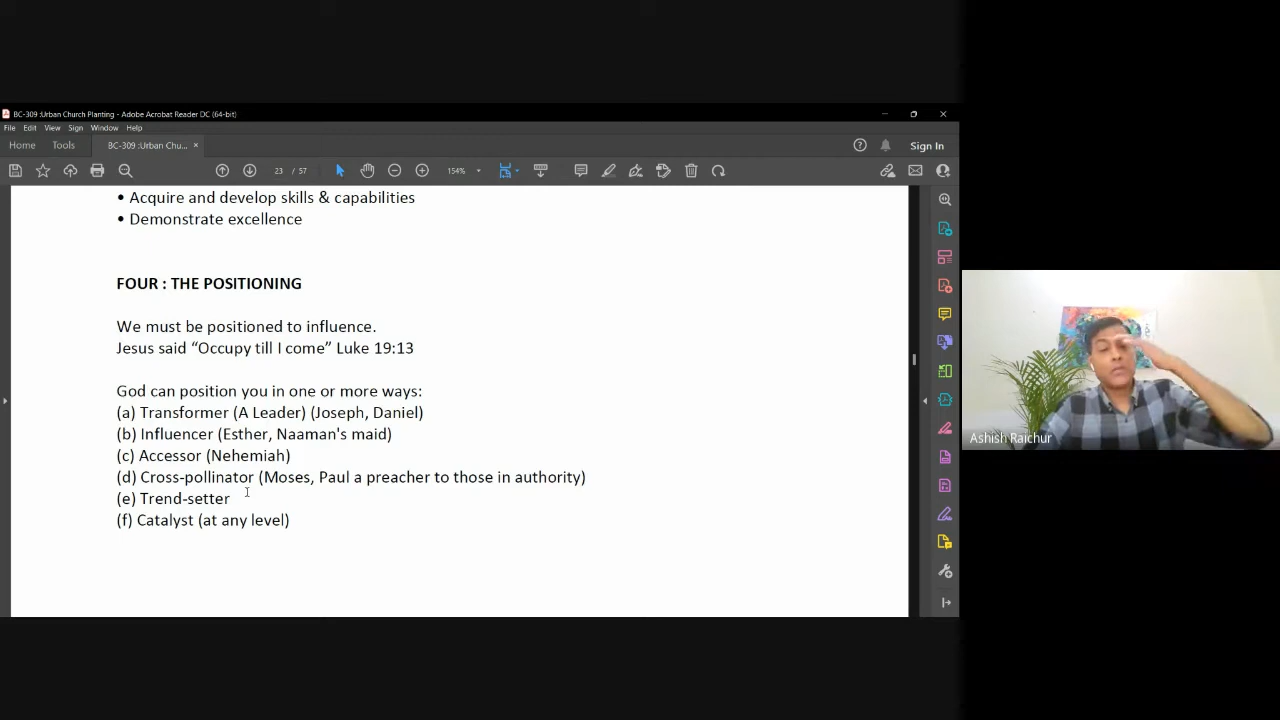 BC-309 :Urban Church Planting - Adobe Acrobat Reader DC (64-bit)
File Edit View Sign Window Help
Home Tools BC-309 :Urban Chu... × Sign In
23 / 57 154%
• Acquire and develop skills & capabilities
• Demonstrate excellence
FOUR : THE POSITIONING
We must be positioned to influence.
Jesus said “Occupy till I come” Luke 19:13
God can position you in one or more ways:
(a) Transformer (A Leader) (Joseph, Daniel)
(b) Influencer (Esther, Naaman's maid)
(c) Accessor (Nehemiah)
(d) Cross-pollinator (Moses, Paul a preacher to those in authority)
(e) Trend-setter
(f) Catalyst (at any level)
Ashish Raichur